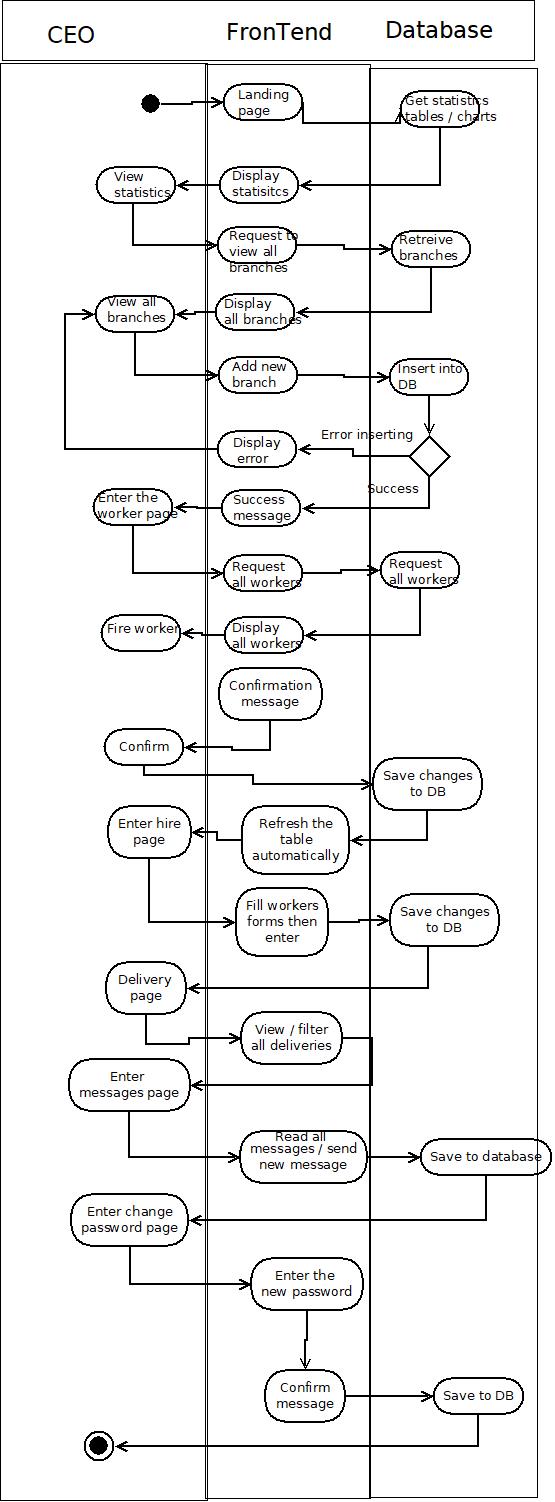 CEO
FronTend
Database
Landing
page
Get statistics
tables / charts
View
statistics
Display
statisitcs
Request to
view all
branches
Retreive
branches
View all
branches
Display
all branches
Add new
branch
Insert into
DB
Error inserting
Display
error
Success
Enter the
worker page
Success
message
Request
all workers
Request
all workers
Fire worker
Display
all workers
Confirmation
message
Confirm
Save changes
to DB
Enter hire
page
Refresh the
table
automatically
Fill workers
forms then
enter
Save changes
to DB
Delivery
page
View / filter
all deliveries
Enter
messages page
Read all
messages / send
new message
Save to database
Enter change
password page
Enter the
new password
Confirm
message
Save to DB